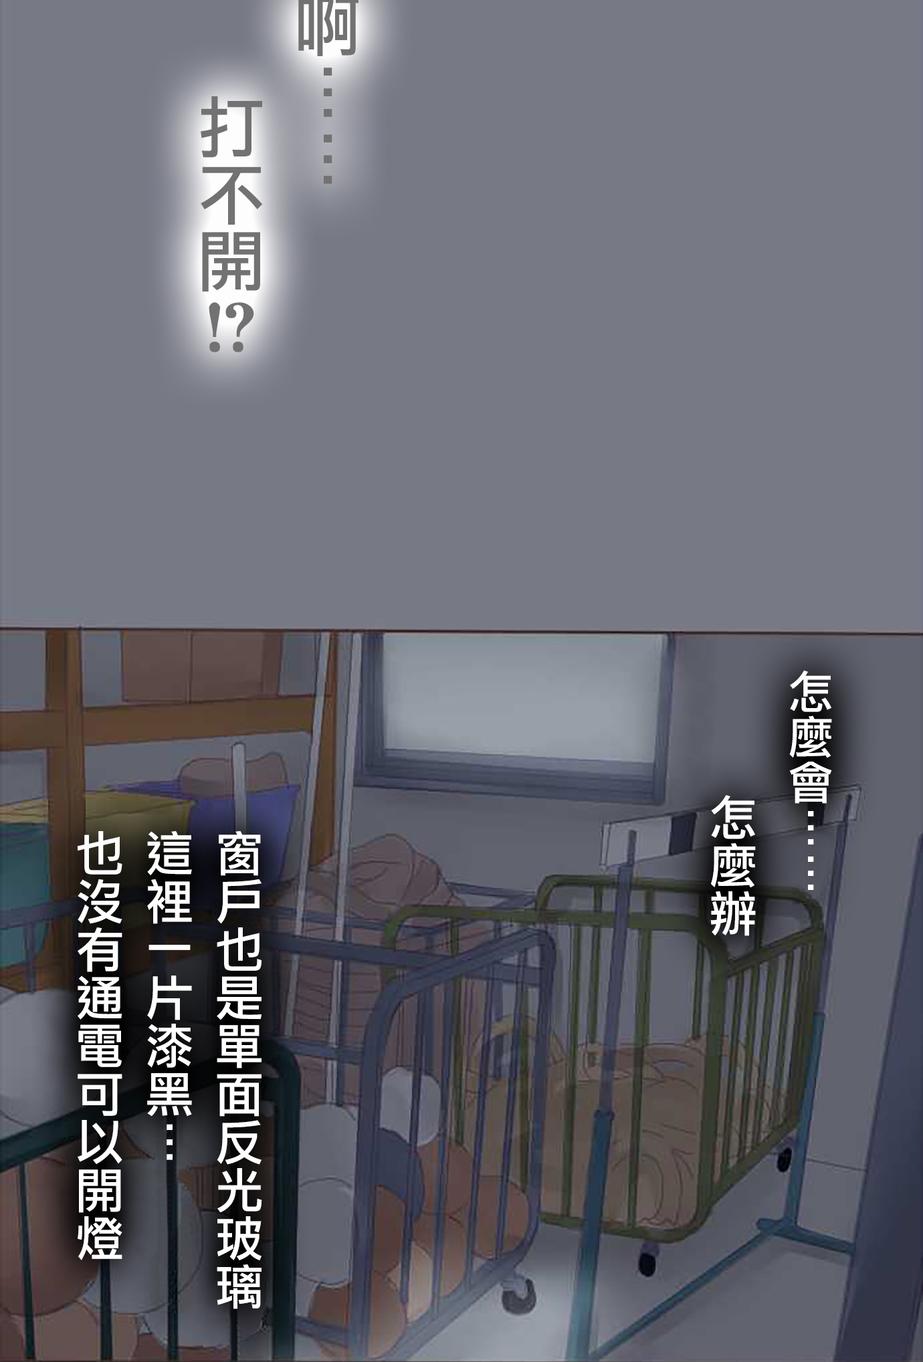 啊……
打不開!?
怎麼會……
怎麼辦
窗戶也是單面反光玻璃
這裡一片漆黑…
也沒有通電可以開燈